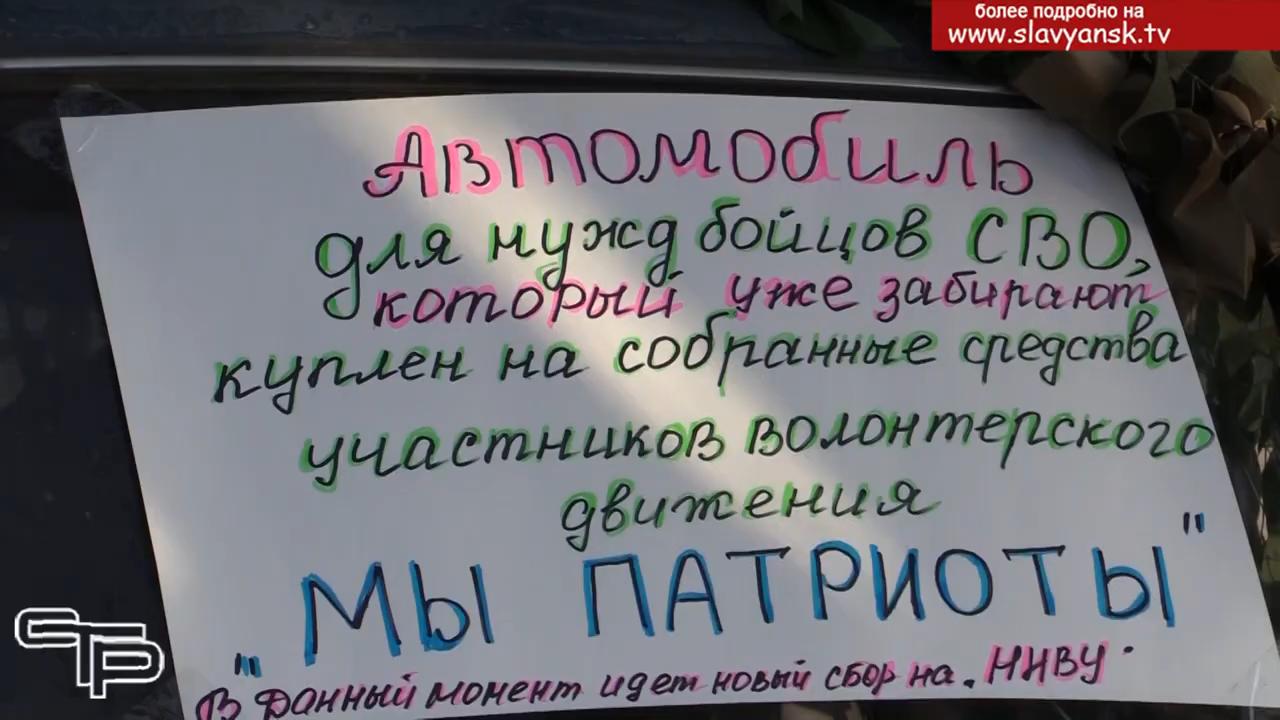 более подробно на
www.slavyansk.tv
Автомобиль
для нужд бойцов СВО,
который уже забирают
куплен на собранные средства
участников волонтерского
движения
„МЫ ПАТРИОТЫ"
В данный момент идет новый сбор на „НИВУ"
СТР